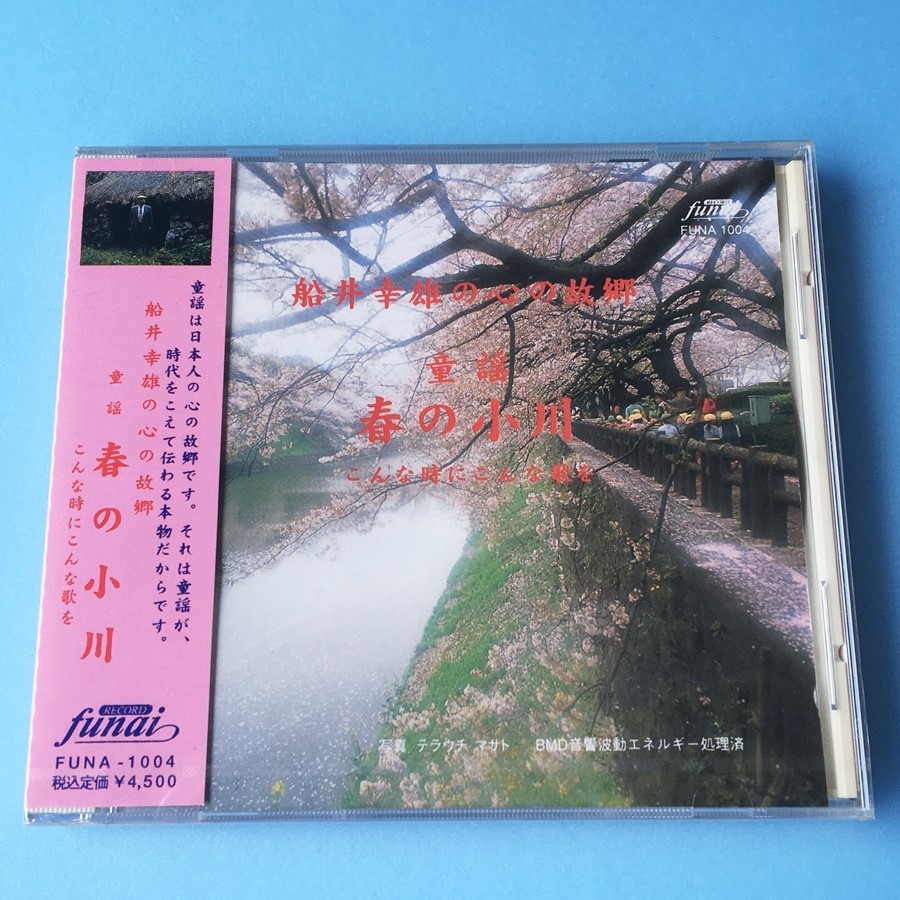 童謡は日本人の心の故郷です。それは童謡が、
時代をこえて伝わる本物だからです。
船井幸雄の心の故郷
童謡
春の小川
こんな時にこんな歌を
RECORD
funai
FUNA-1004
税込定価 ¥4,500
RECORD
funai
FUNA 1004
船井幸雄の心の故郷
童謡
春の小川
こんな時にこんな歌を
写真 テラウチ マサト BMD音響波動エネルギー処理済